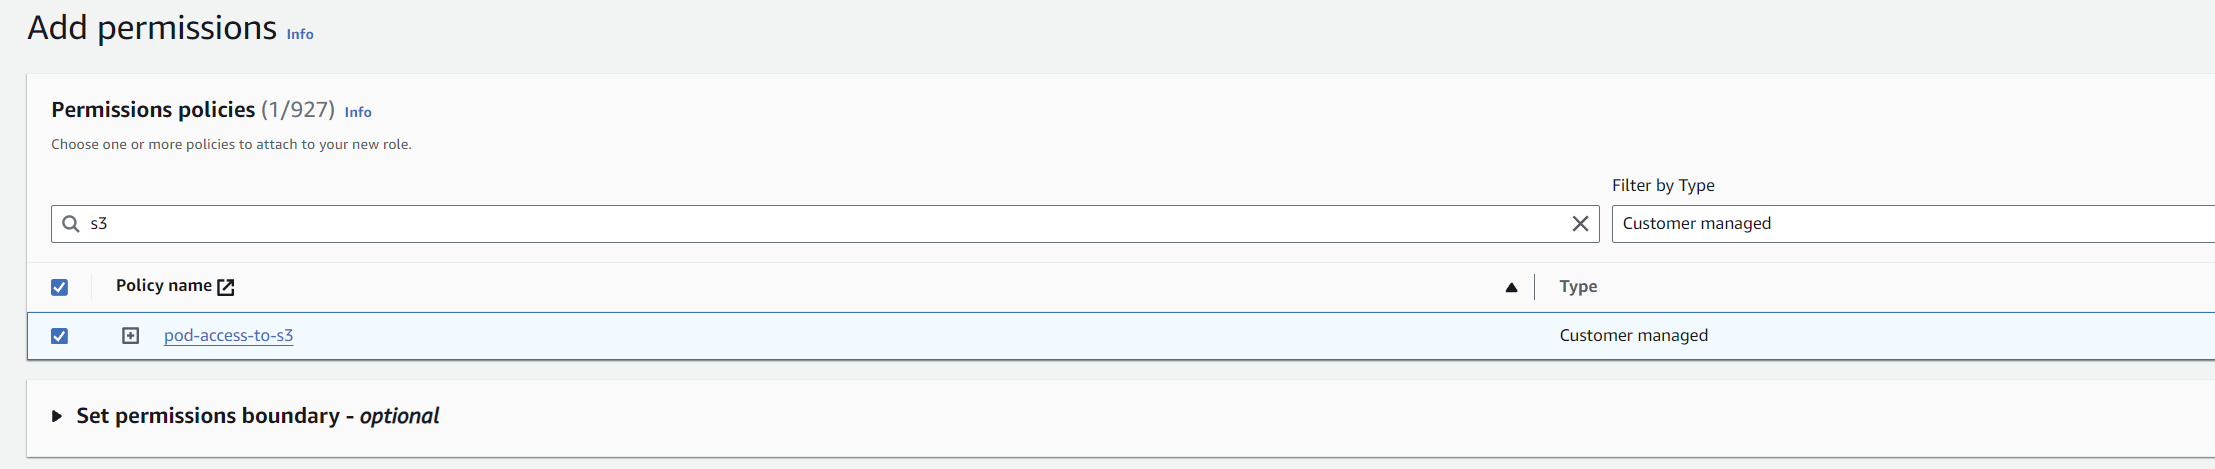 Add permissions Info
Permissions policies (1/927) Info
Choose one or more policies to attach to your new role.
Filter by Type
s3
Customer managed
Policy name
Type
pod-access-to-s3
Customer managed
Set permissions boundary - optional